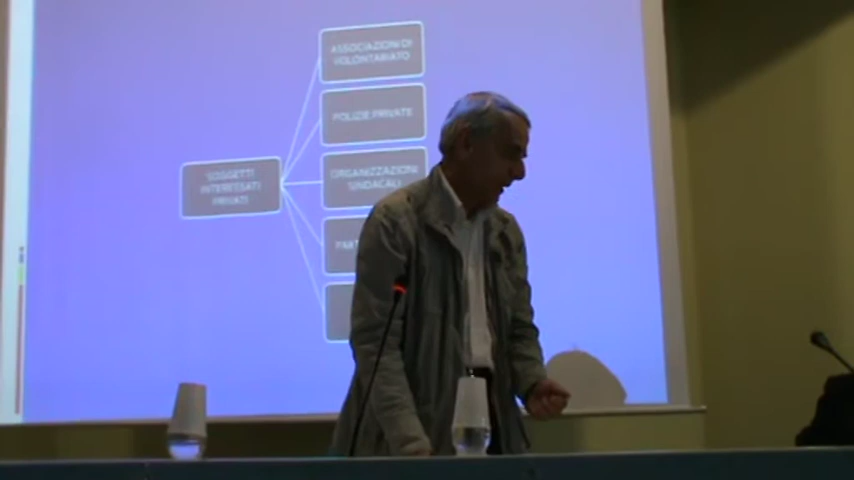 ASSOCIAZIONI DI
VOLONTARIATO
POLIZIE PRIVATE
SOGGETTI
INTERESSATI
PRIVATI
ORGANIZZAZIONI
SINDACALI